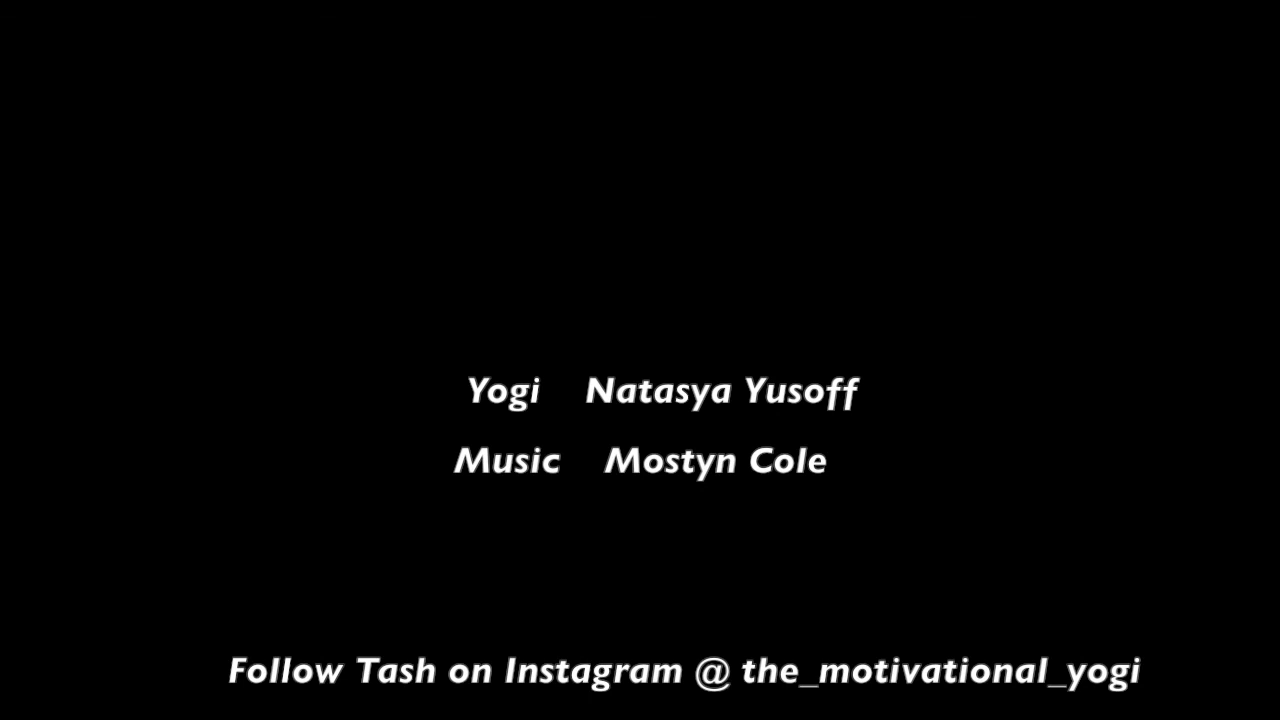 Yogi Natasya Yusoff
Music Mostyn Cole
Follow Tash on Instagram @ the_motivational_yogi